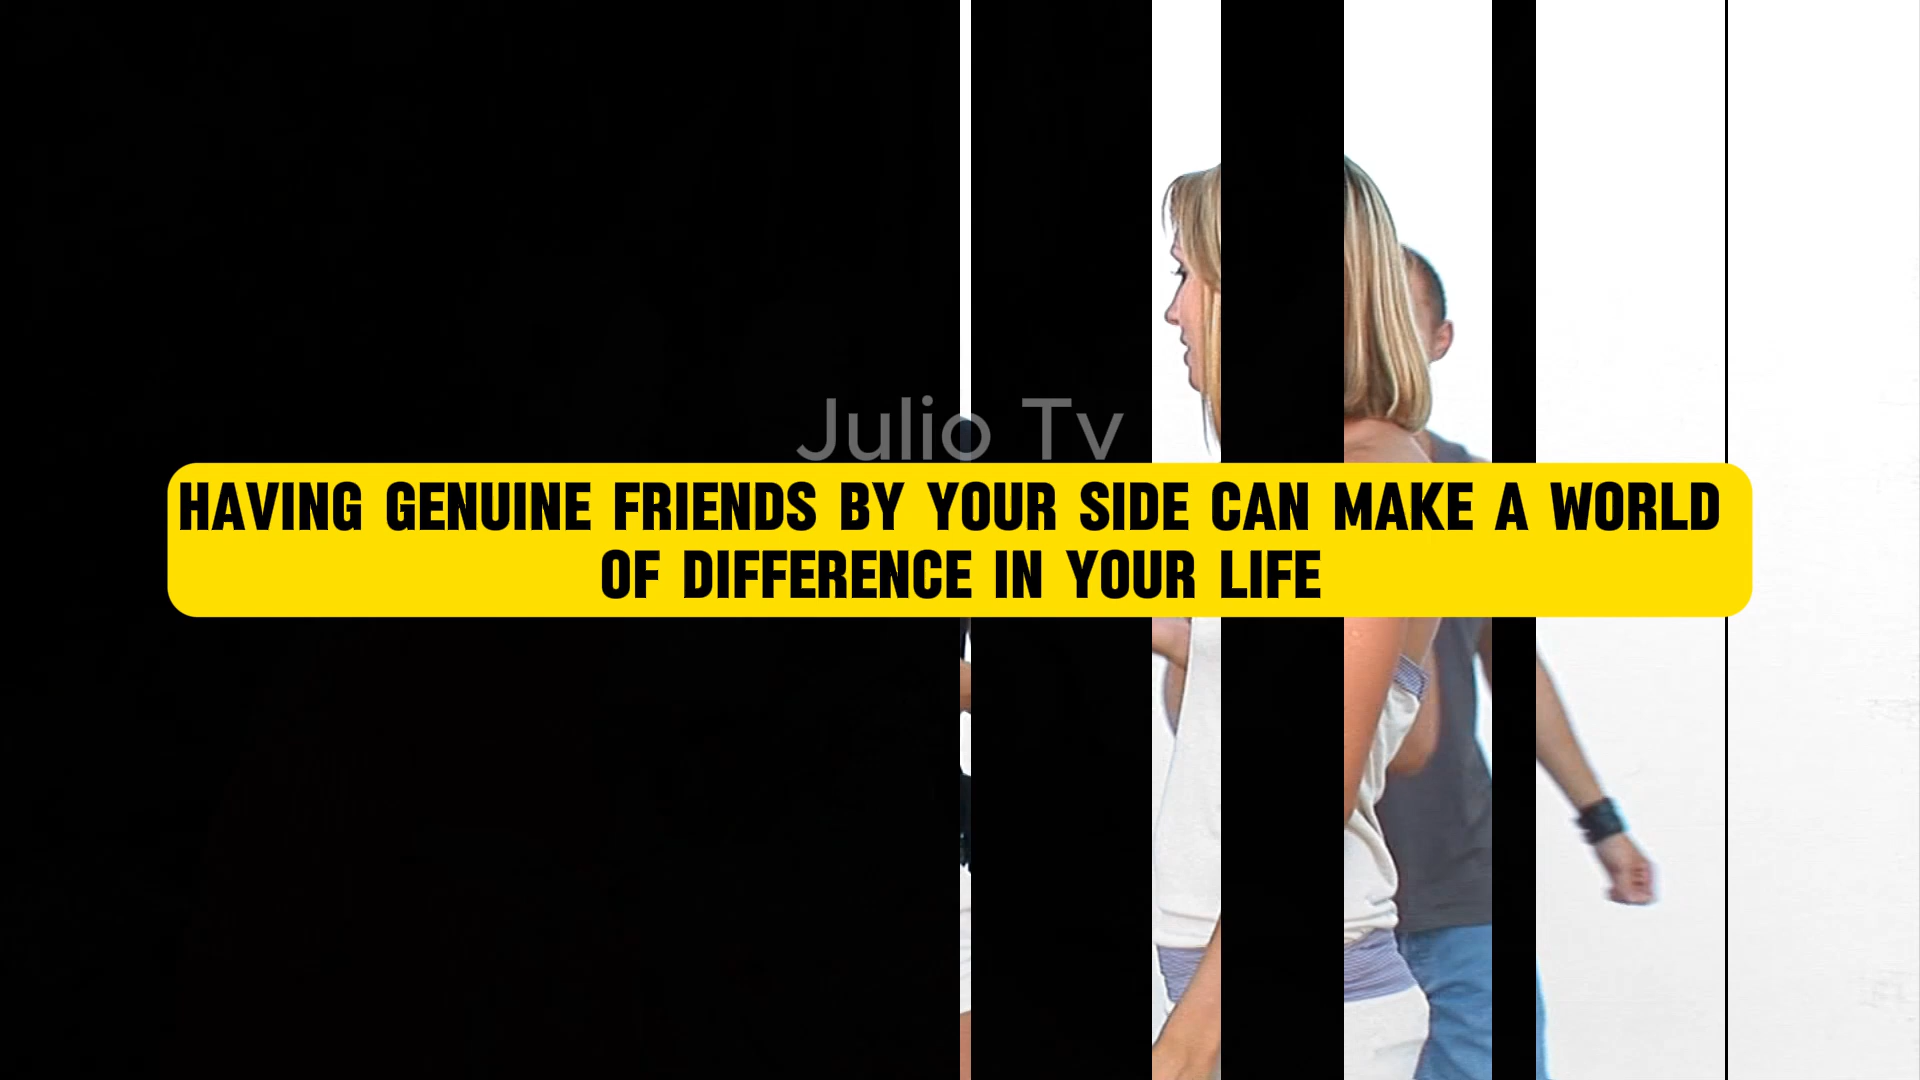 Julio Tv
HAVING GENUINE FRIENDS BY YOUR SIDE CAN MAKE A WORLD
OF DIFFERENCE IN YOUR LIFE